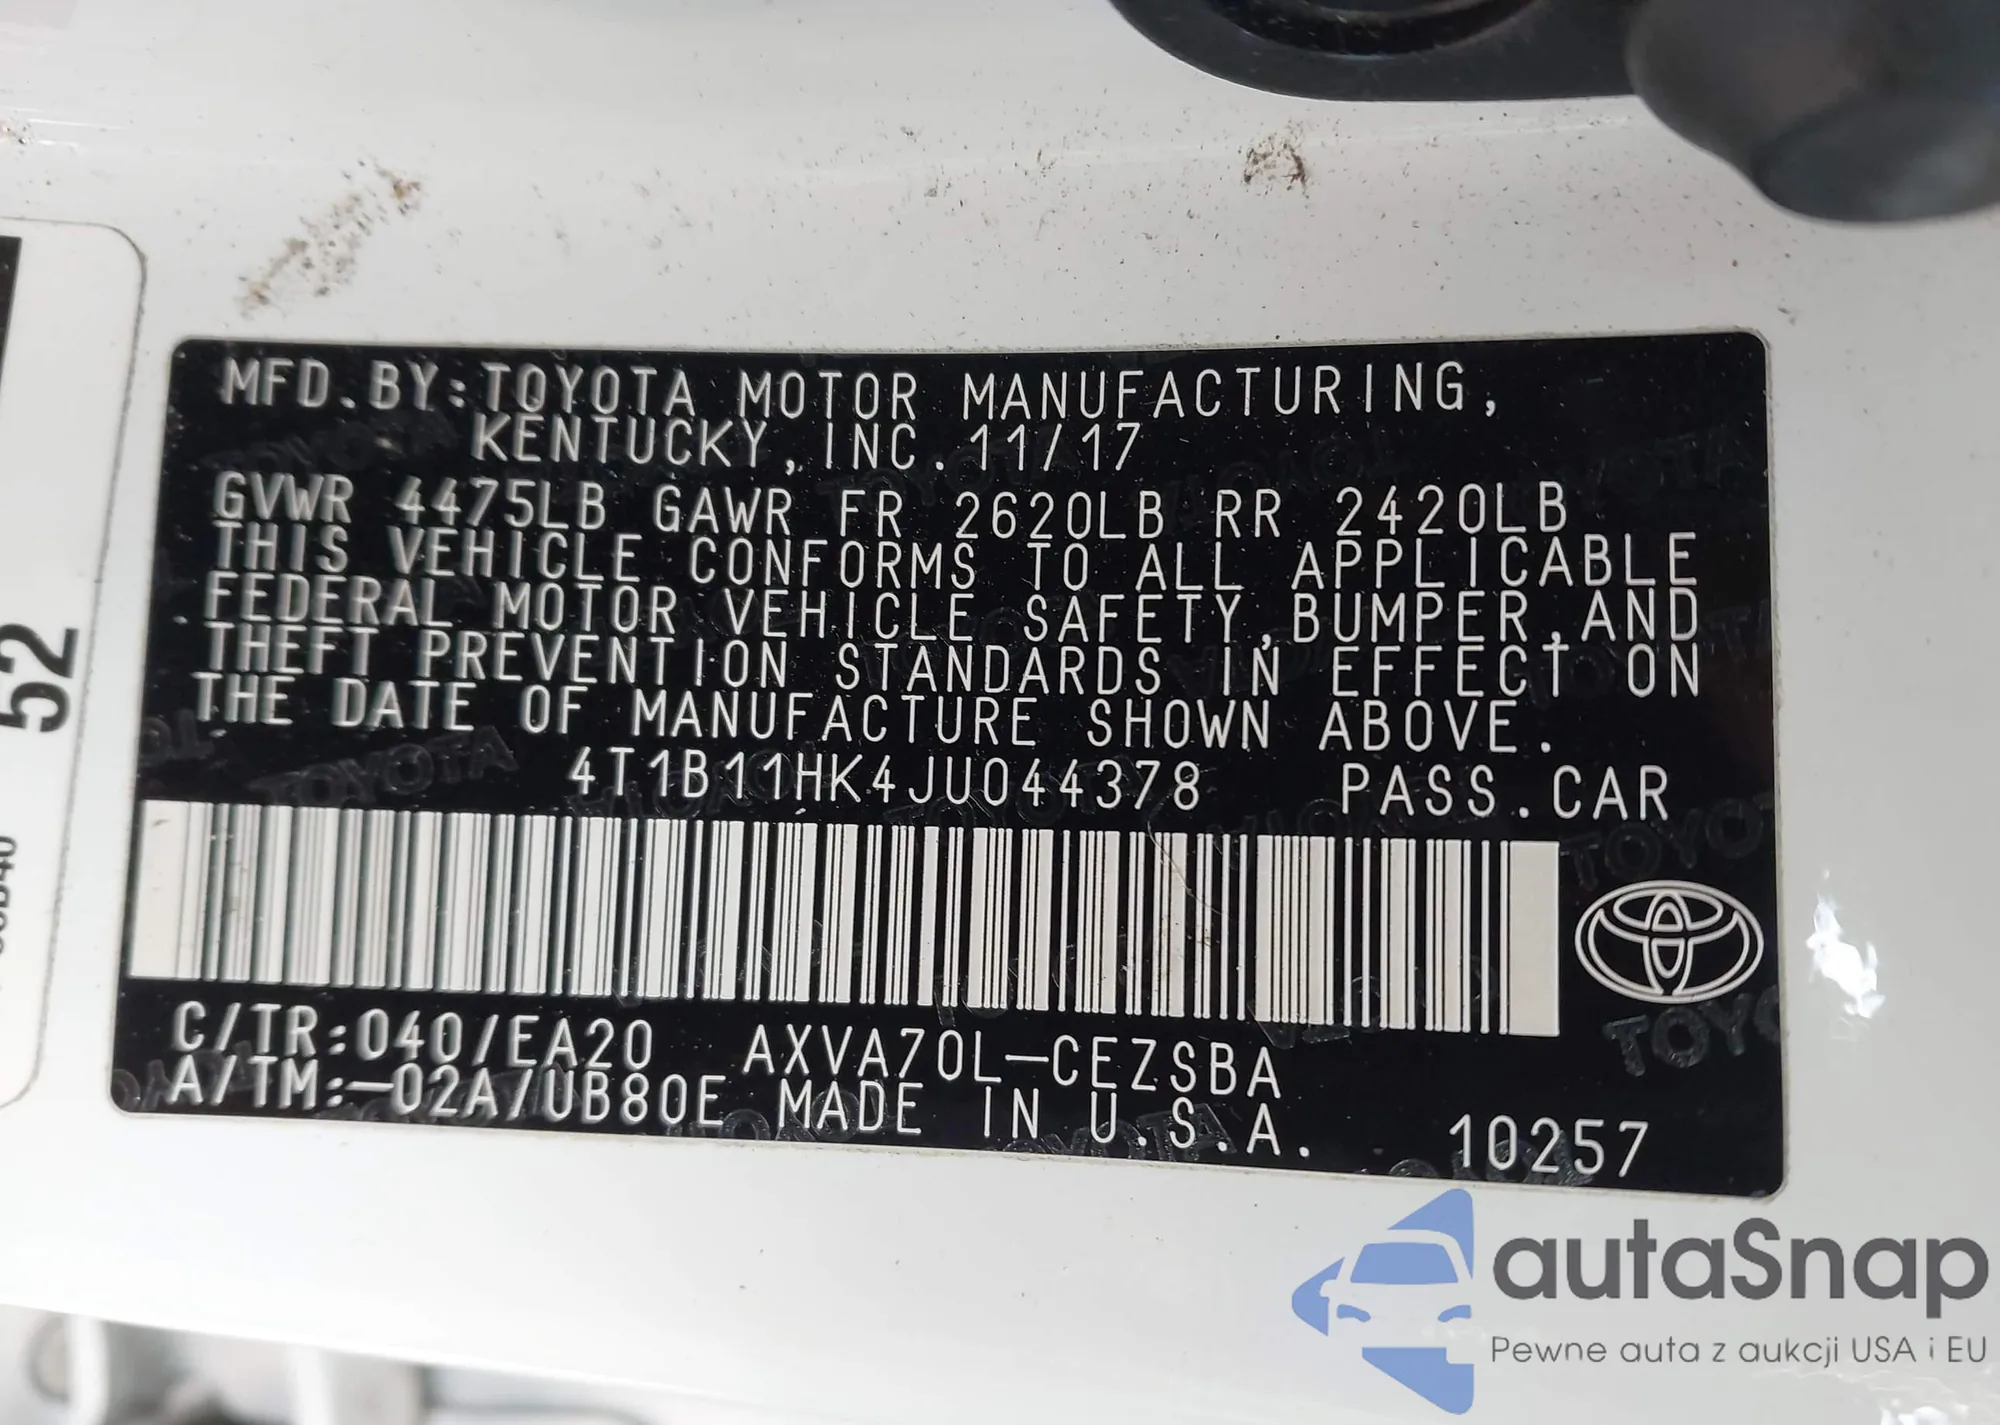 MFD.BY:TOYOTA MOTOR MANUFACTURING,
KENTUCKY, INC. 11/17
GVWR 4475LB GAWR FR 2620LB RR 2420LB
THIS VEHICLE CONFORMS TO ALL APPLICABLE
FEDERAL MOTOR VEHICLE SAFETY, BUMPER, AND
THEFT PREVENTION STANDARDS IN EFFECT ON
THE DATE OF MANUFACTURE SHOWN ABOVE.
4T1B11HK4JU044378 PASS.CAR
C/TR:040/EA20 AXVA70L-CEZSBA
A/TM:-02A/UB80E MADE IN U.S.A. 10257
52
autaSnap
Pewne auta z aukcji USA i EU